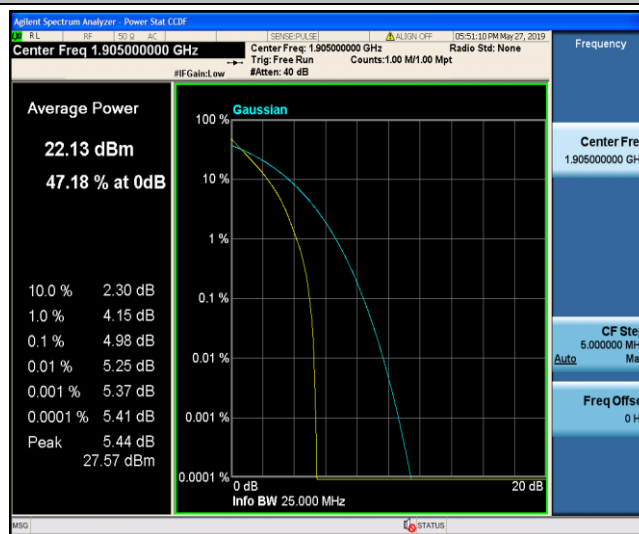 Agilent Spectrum Analyzer - Power Stat CCDF
RL RF 50 Ω AC SENSE:PULSE ALIGN OFF 05:51:10 PM May 27, 2019
Center Freq 1.905000000 GHz
Center Freq: 1.905000000 GHz Radio Std: None
Trig: Free Run Counts:1.00 M/1.00 Mpt
#IFGain:Low #Atten: 40 dB
Frequency
Average Power
22.13 dBm
47.18 % at 0dB
10.0 % 2.30 dB
1.0 % 4.15 dB
0.1 % 4.98 dB
0.01 % 5.25 dB
0.001 % 5.37 dB
0.0001 % 5.41 dB
Peak 5.44 dB
27.57 dBm
Gaussian
100 %
10 %
1 %
0.1 %
0.01 %
0.001 %
0.0001 %
0 dB 20 dB
Info BW 25.000 MHz
Center Fre
1.905000000 GH
CF Ste
5.000000 MH
Auto Ma
Freq Offse
0 H
MSG STATUS